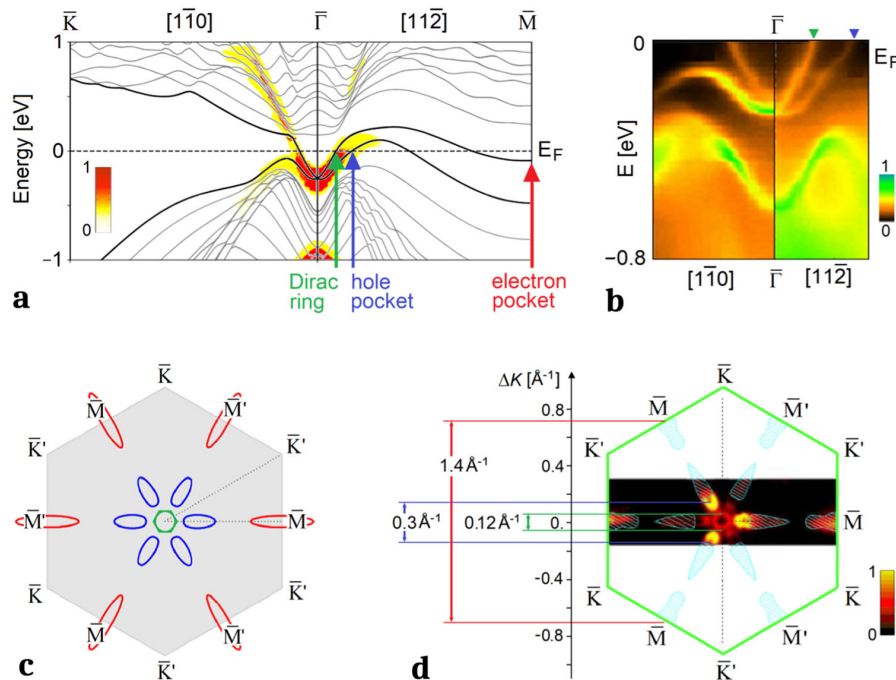 K̅ [11̅0] Γ̅ [112̅] M̅
Energy [eV]
1
0
−1
1
0
E_F
Dirac ring
hole pocket
electron pocket
a
Γ̅
0
E_F
E [eV]
−0.8
1
0
[11̅0] Γ̅ [112̅]
b
K̅
M̅ M̅'
K̅' K̅'
M̅' M̅
K̅ K̅
M̅ M̅'
K̅'
c
ΔK [Å⁻¹]
0.8
0.4
0.
-0.4
-0.8
1.4Å⁻¹
0.3Å⁻¹
0.12Å⁻¹
K̅
M̅ M̅'
K̅' K̅'
M̅
K̅ K̅
M̅ M̅'
K̅'
1
0
d